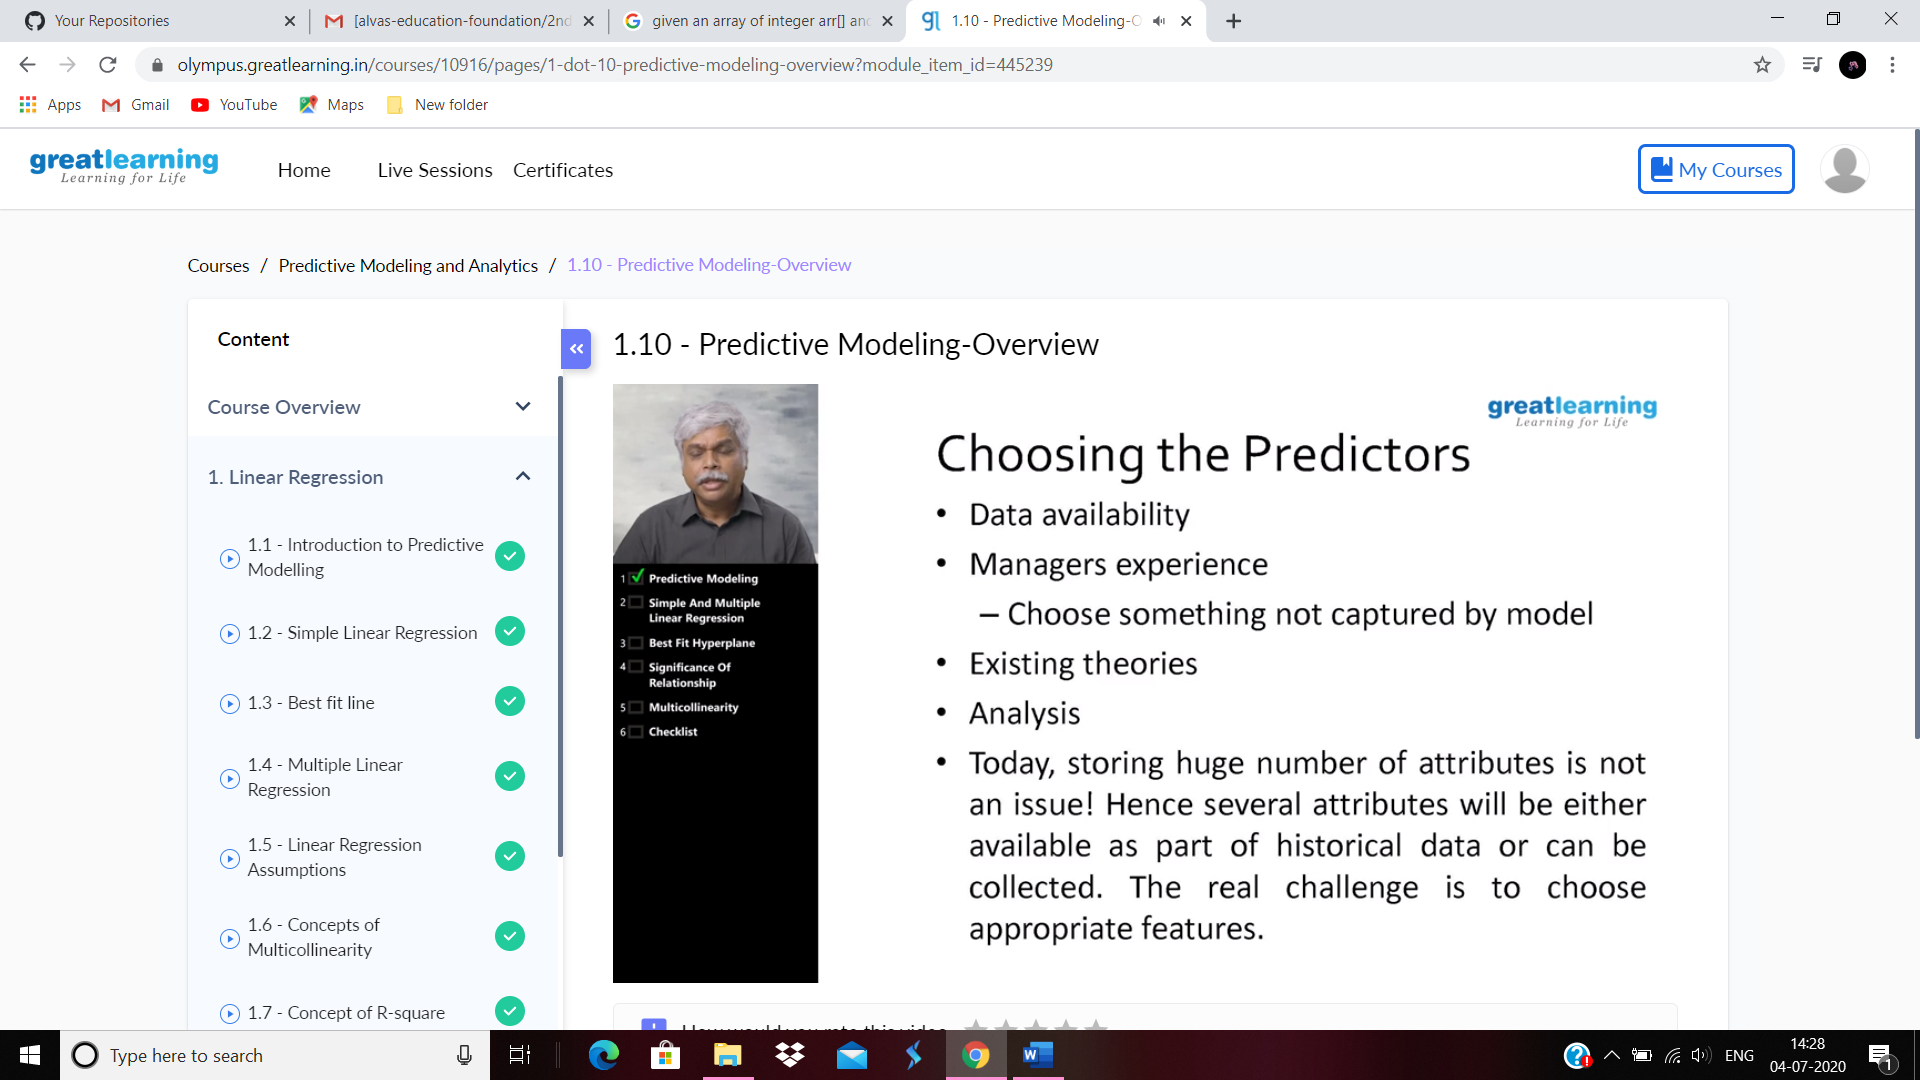 Your Repositories
[alvas-education-foundation/2nd
given an array of integer arr[] and
1.10 - Predictive Modeling-O
olympus.greatlearning.in/courses/10916/pages/1-dot-10-predictive-modeling-overview?module_item_id=445239
Apps
Gmail
YouTube
Maps
New folder
greatlearning
Learning for Life
Home
Live Sessions
Certificates
My Courses
Courses / Predictive Modeling and Analytics / 1.10 - Predictive Modeling-Overview
Content
Course Overview
1. Linear Regression
1.1 - Introduction to Predictive
Modelling
1.2 - Simple Linear Regression
1.3 - Best fit line
1.4 - Multiple Linear
Regression
1.5 - Linear Regression
Assumptions
1.6 - Concepts of
Multicollinearity
1.7 - Concept of R-square
«
1.10 - Predictive Modeling-Overview
1 Predictive Modeling
2 Simple And Multiple
Linear Regression
3 Best Fit Hyperplane
4 Significance Of
Relationship
5 Multicollinearity
6 Checklist
greatlearning
Learning for Life
Choosing the Predictors
• Data availability
• Managers experience
– Choose something not captured by model
• Existing theories
• Analysis
• Today, storing huge number of attributes is not
an issue! Hence several attributes will be either
available as part of historical data or can be
collected. The real challenge is to choose
appropriate features.
How would you rate this video
Type here to search
ENG
14:28
04-07-2020
1